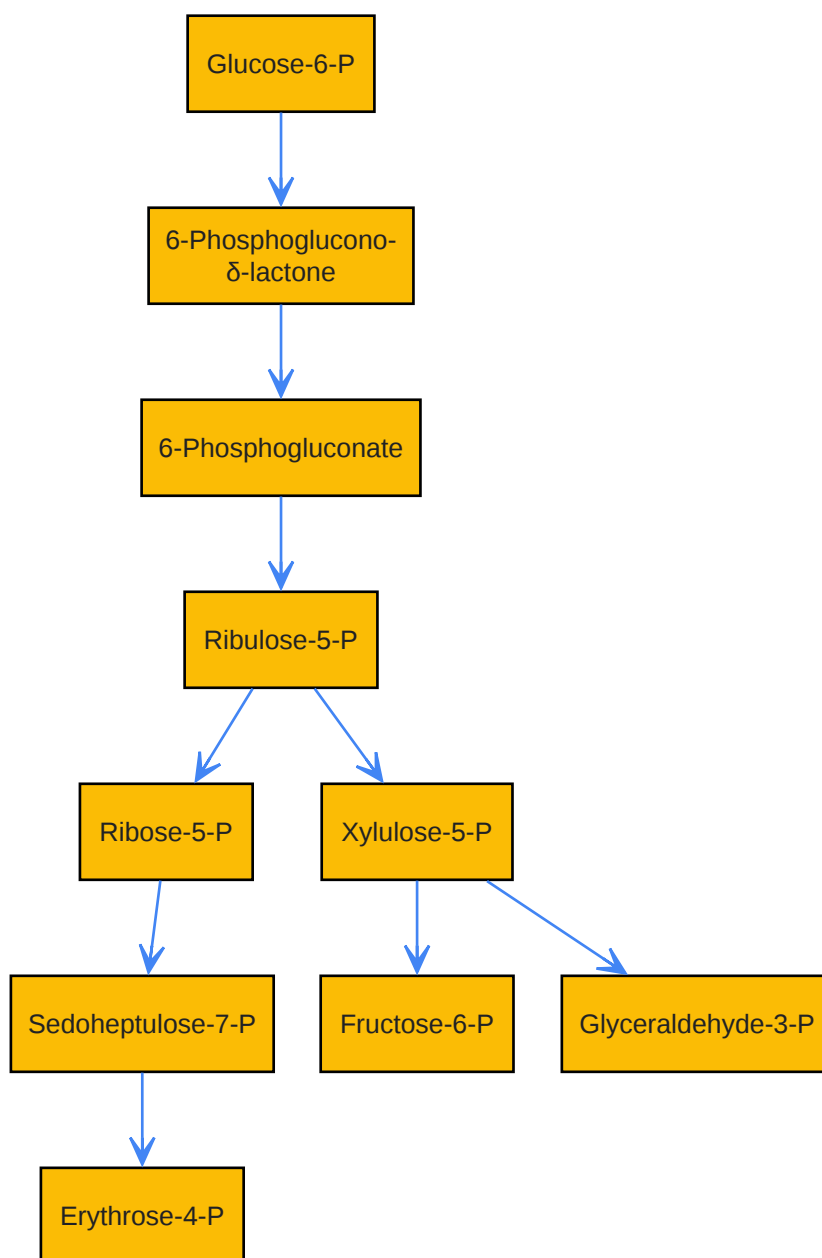 Glucose-6-P
6-Phosphoglucono-
δ-lactone
6-Phosphogluconate
Ribulose-5-P
Ribose-5-P
Xylulose-5-P
Sedoheptulose-7-P
Fructose-6-P
Glyceraldehyde-3-P
Erythrose-4-P